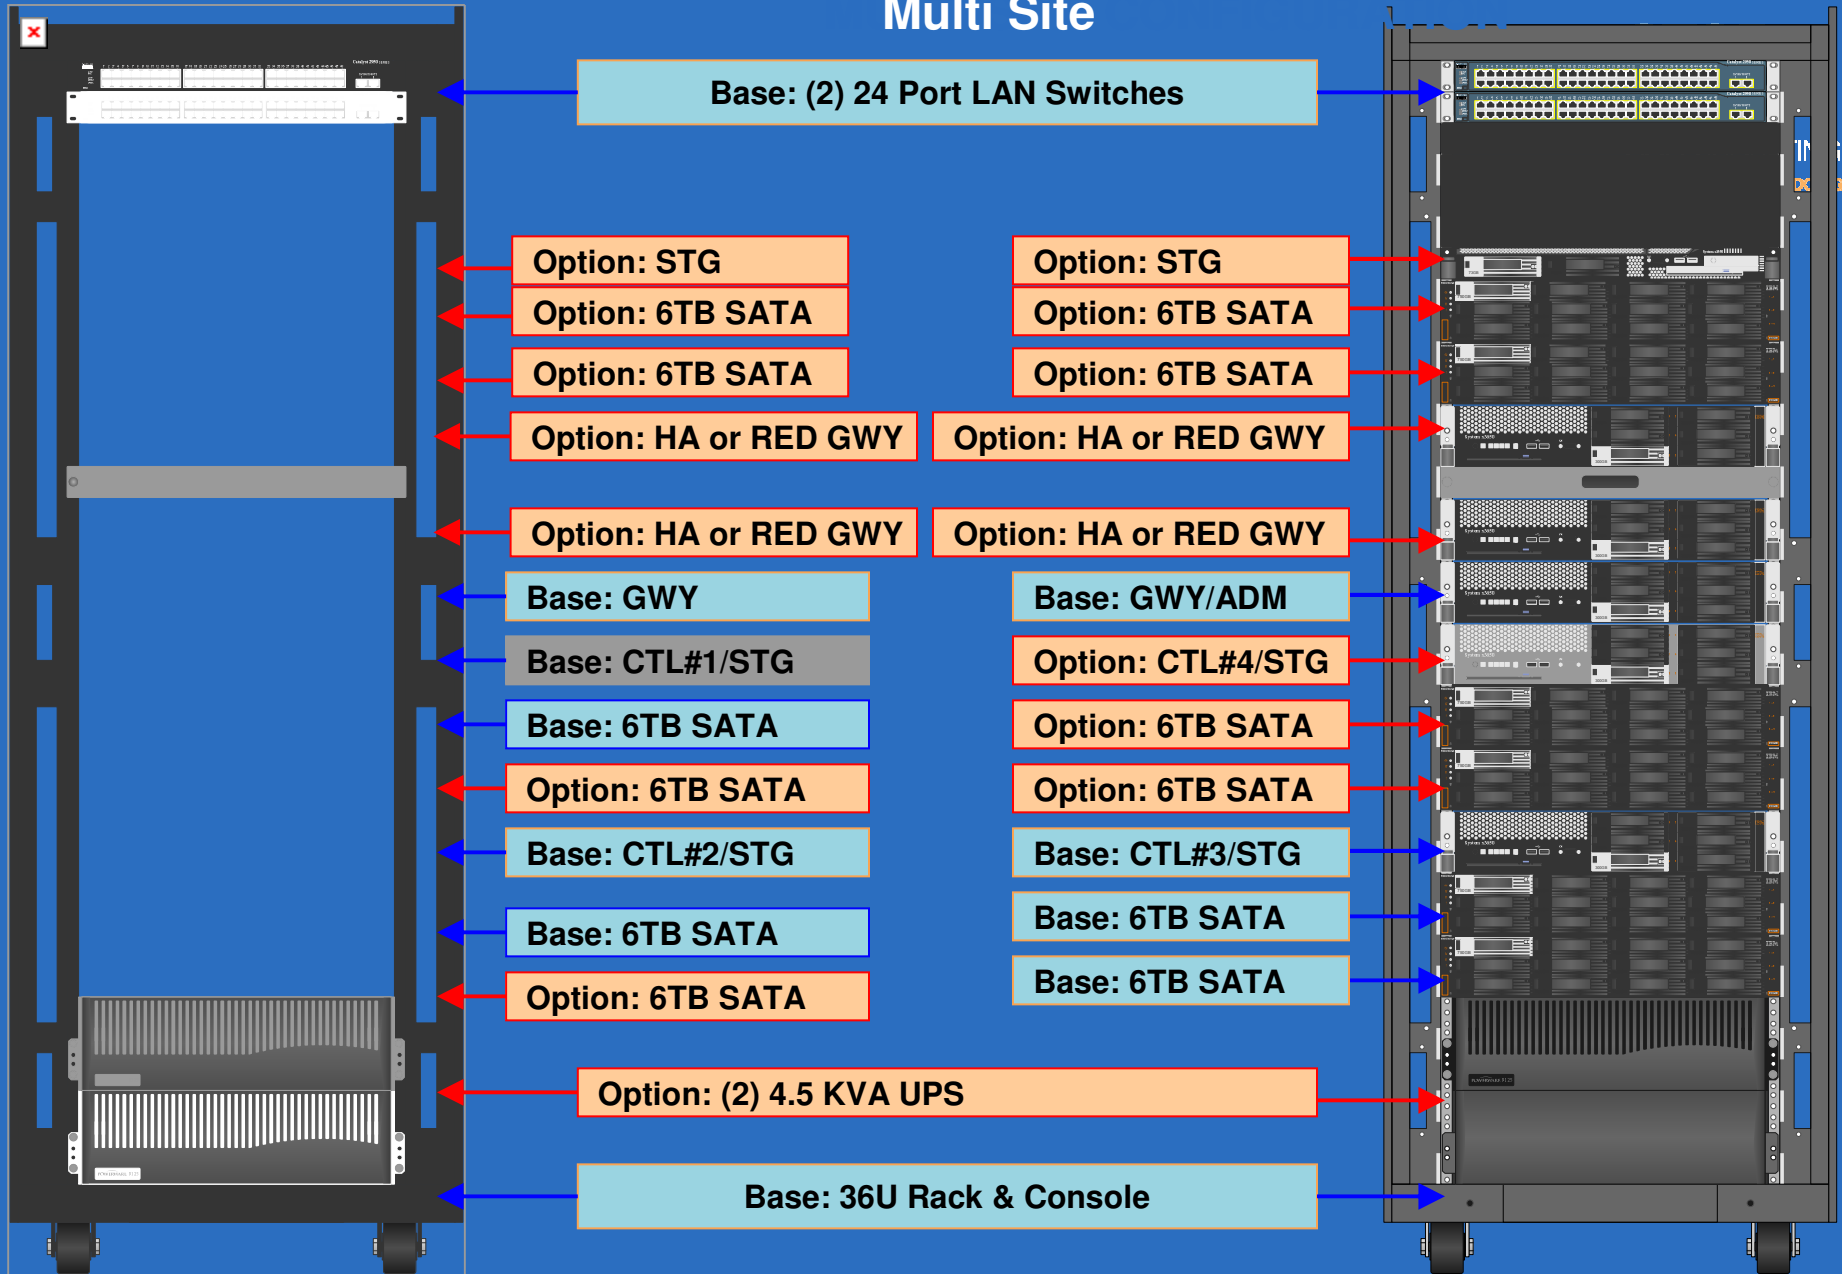 Multi Site
Base: (2) 24 Port LAN Switches
Option: STG
Option: STG
Option: 6TB SATA
Option: 6TB SATA
Option: 6TB SATA
Option: 6TB SATA
Option: HA or RED GWY
Option: HA or RED GWY
Option: HA or RED GWY
Option: HA or RED GWY
Base: GWY
Base: GWY/ADM
Base: CTL#1/STG
Option: CTL#4/STG
Base: 6TB SATA
Option: 6TB SATA
Option: 6TB SATA
Option: 6TB SATA
Base: CTL#2/STG
Base: CTL#3/STG
Base: 6TB SATA
Base: 6TB SATA
Option: 6TB SATA
Base: 6TB SATA
Option: (2) 4.5 KVA UPS
Base: 36U Rack & Console